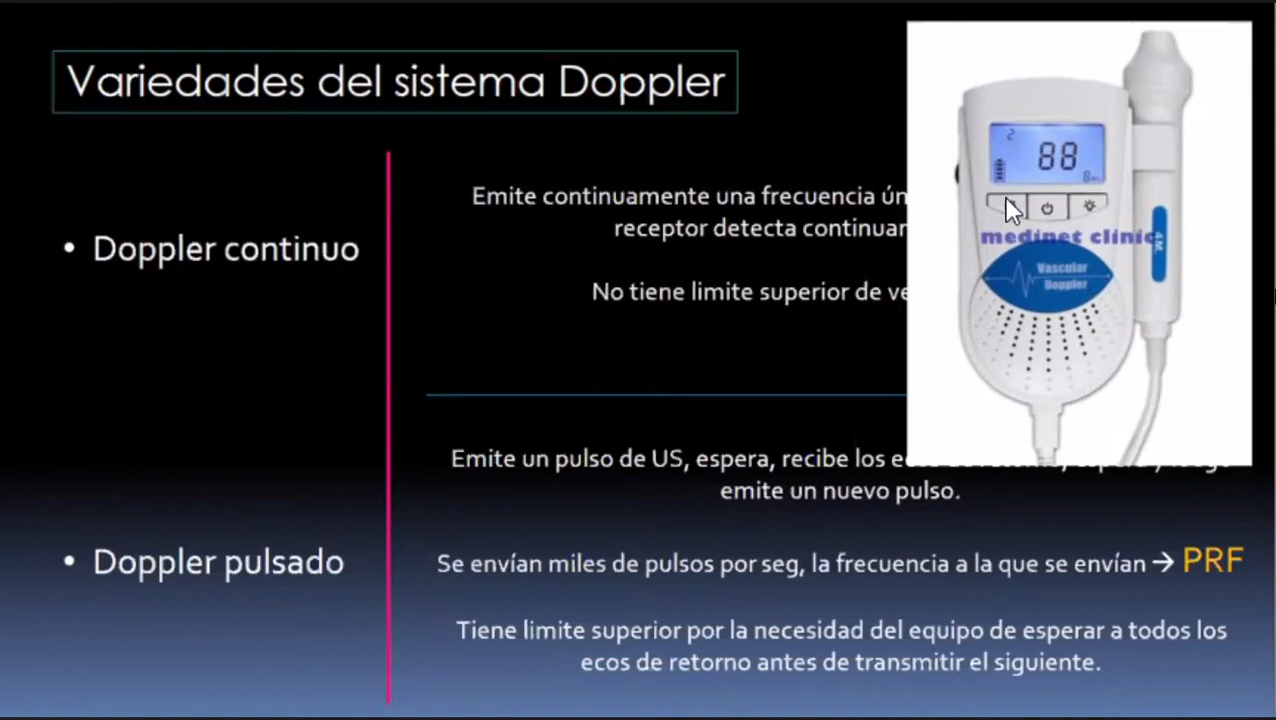 Variedades del sistema Doppler
• Doppler continuo
Emite continuamente una frecuencia
receptor detecta
No tiene limite superior de
Emite un pulso de US, espera, recibe los
emite un nuevo pulso.
• Doppler pulsado
Se envían miles de pulsos por seg, la frecuencia a la que se envían → PRF
Tiene limite superior por la necesidad del equipo de esperar a todos los
ecos de retorno antes de transmitir el siguiente.
2
88
medinet clinic
Vascular
Doppler